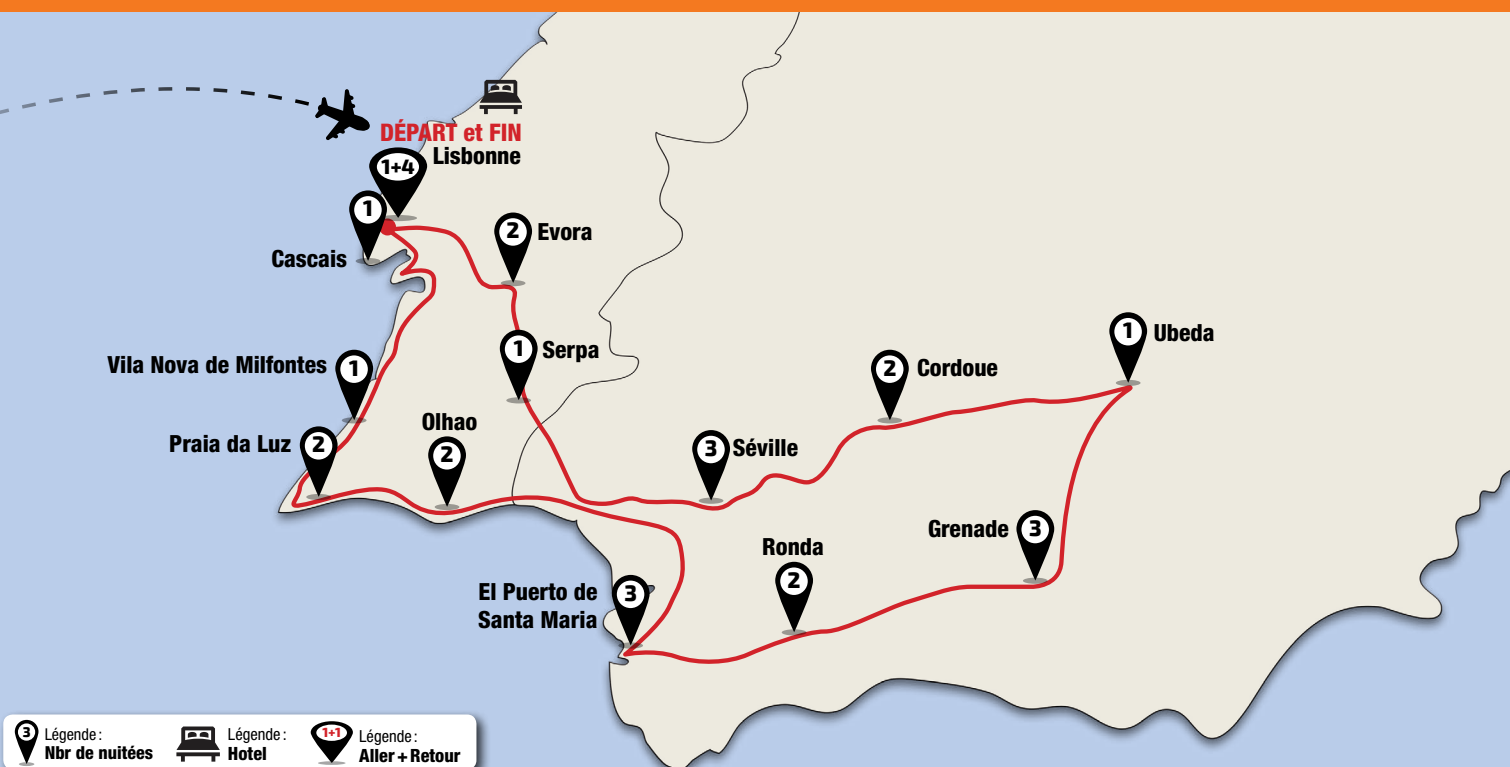 DÉPART et FIN
Lisbonne
1+4
1
Cascais
2
Evora
1
Serpa
Vila Nova de Milfontes
1
Praia da Luz
2
Olhao
2
3
Séville
2
Cordoue
1
Ubeda
Grenade
3
Ronda
2
El Puerto de
Santa Maria
3
3
Légende :
Nbr de nuitées
Légende :
Hotel
1+1
Légende :
Aller + Retour